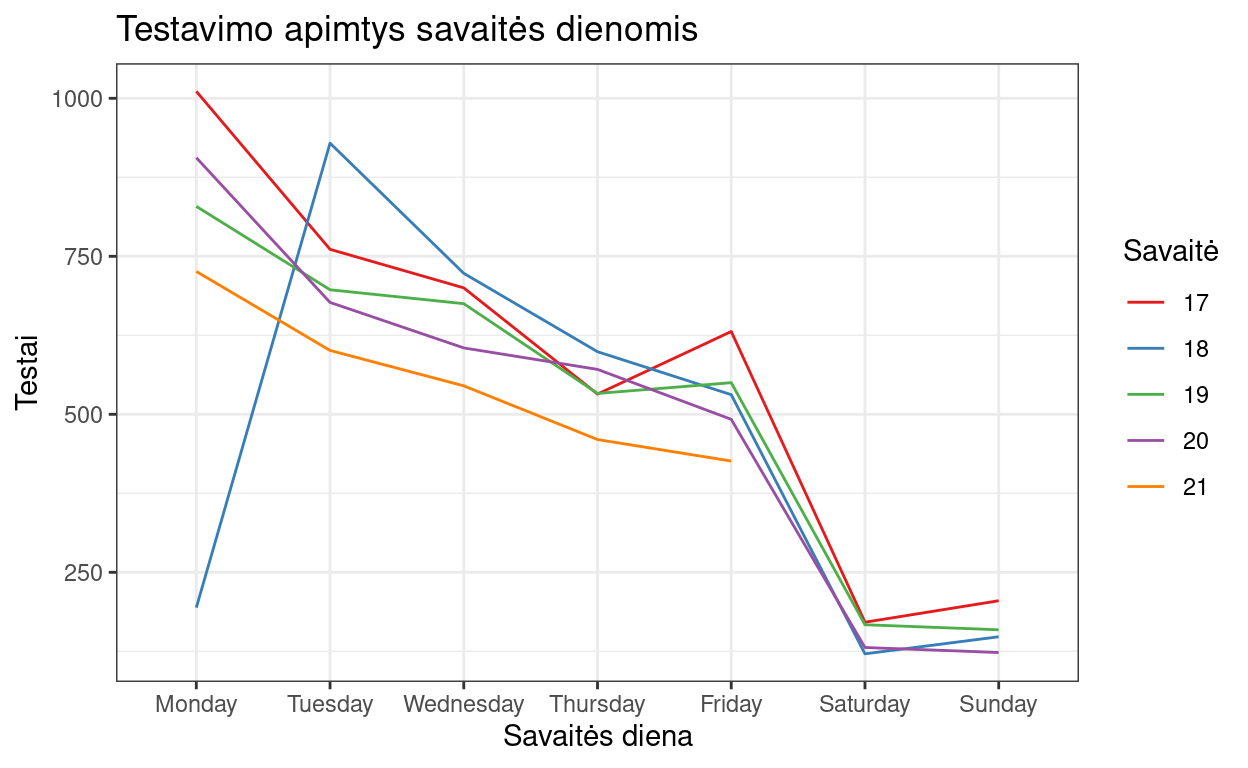 Testavimo apimtys savaitės dienomis
1000
750
500
250
Testai
Monday Tuesday Wednesday Thursday Friday Saturday Sunday
Savaitės diena
Savaitė
17
18
19
20
21